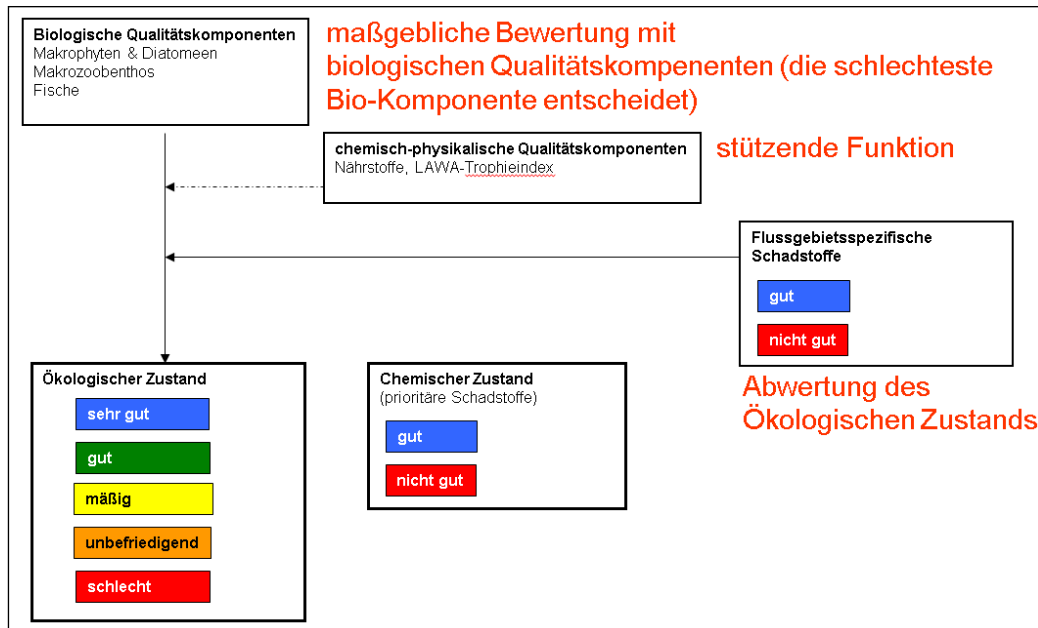 Biologische Qualitätskomponenten
Makrophyten & Diatomeen
Makrozoobenthos
Fische
maßgebliche Bewertung mit
biologischen Qualitätskompenenten (die schlechteste
Bio-Komponente entscheidet)
chemisch-physikalische Qualitätskomponenten
Nährstoffe, LAWA-Trophieindex
stützende Funktion
Flussgebietsspezifische
Schadstoffe
gut
nicht gut
Abwertung des
Ökologischen Zustands
Ökologischer Zustand
sehr gut
gut
mäßig
unbefriedigend
schlecht
Chemischer Zustand
(prioritäre Schadstoffe)
gut
nicht gut